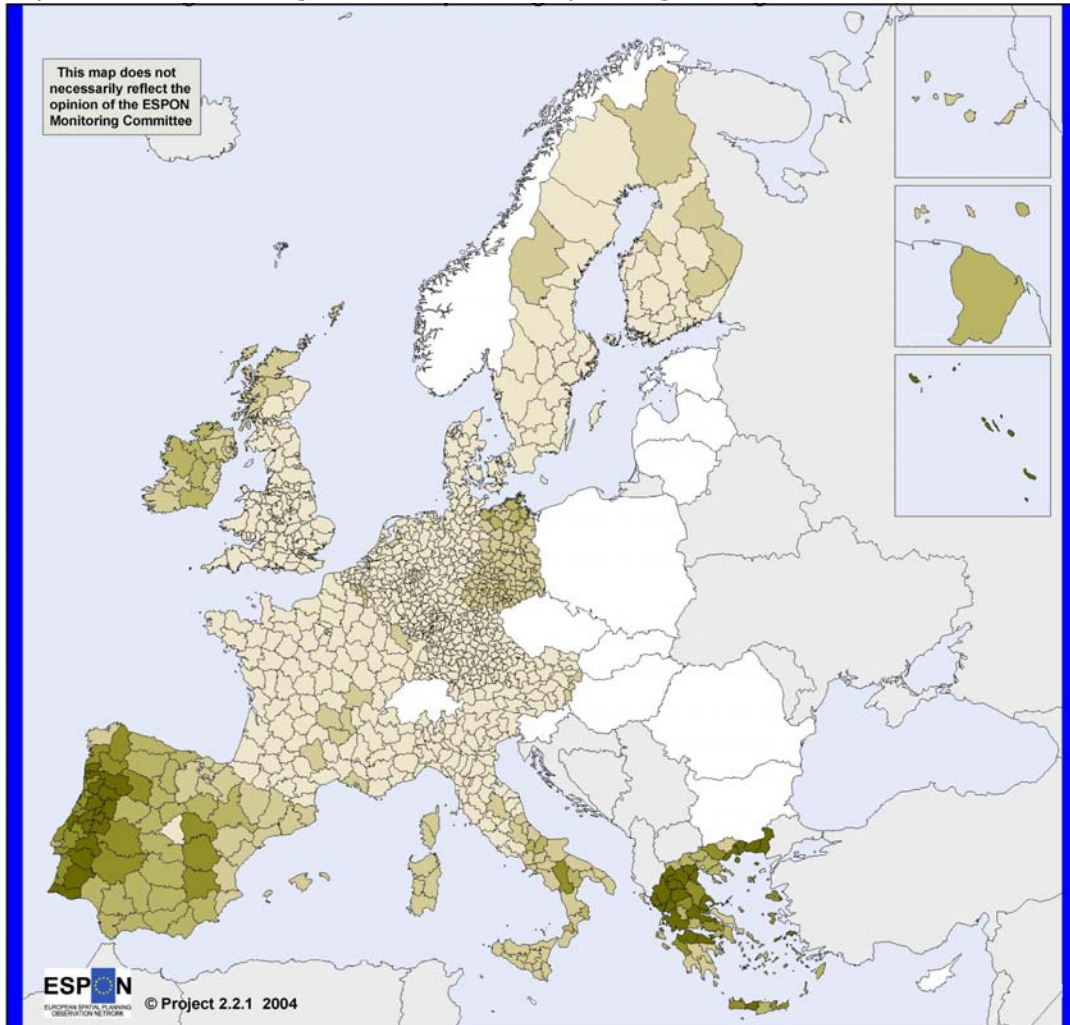 This map does not
necessarily reflect the
opinion of the ESPON
Monitoring Committee
ESPON
EUROPEAN SPATIAL PLANNING
OBSERVATION NETWORK
© Project 2.2.1 2004